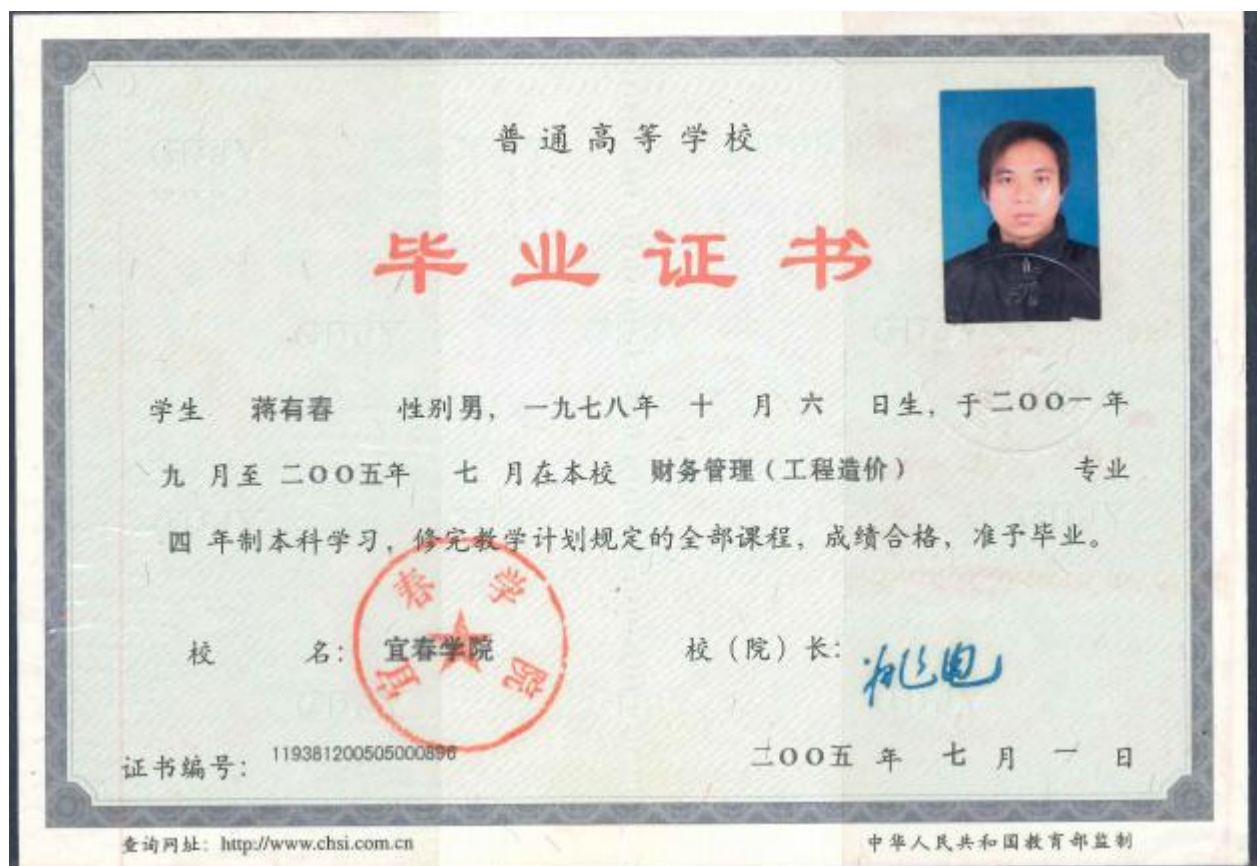 普通高等学校
毕业证书
学生 蒋有春 性别男，一九七八年 十 月 六 日生，于二〇〇一年
九 月至 二〇〇五年 七 月在本校 财务管理（工程造价） 专业
四 年制本科学习，修完教学计划规定的全部课程，成绩合格，准予毕业。
校 名：宜春学院 校（院）长：
宜春学院
证书编号：119381200505000896 二〇〇五 年 七 月 一 日
查询网址：http://www.chsi.com.cn 中华人民共和国教育部监制